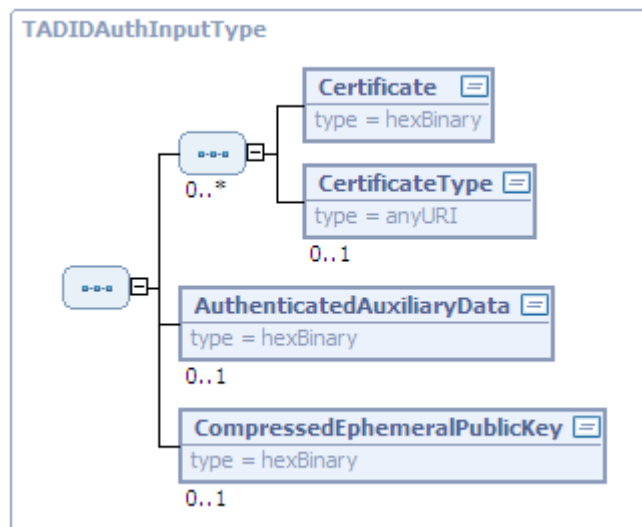 TADIDAuthInputType
Certificate
type = hexBinary
0..*
CertificateType
type = anyURI
0..1
AuthenticatedAuxiliaryData
type = hexBinary
0..1
CompressedEphemeralPublicKey
type = hexBinary
0..1